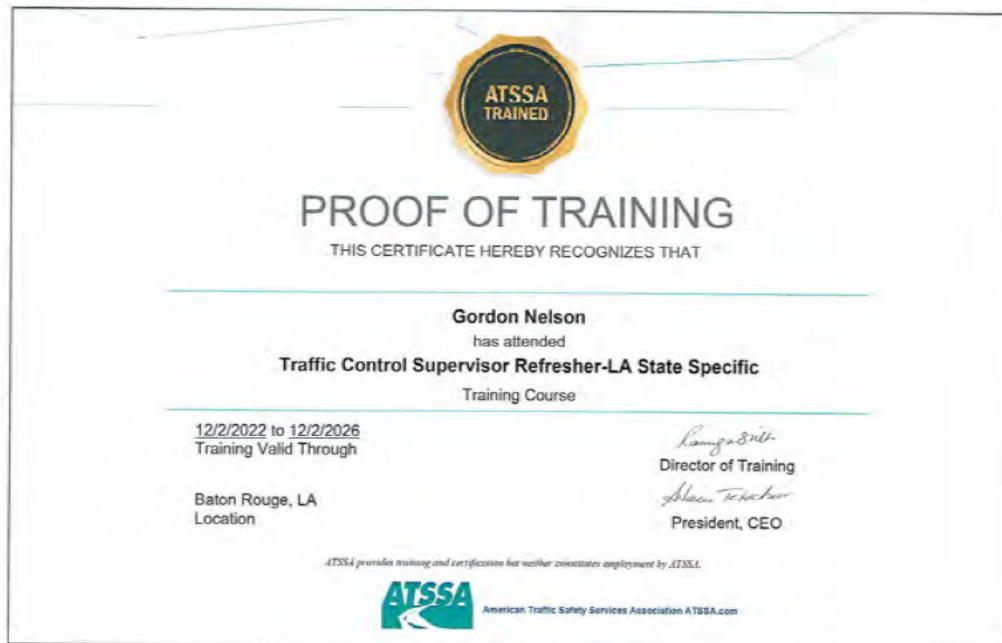 ATSSA
TRAINED
PROOF OF TRAINING
THIS CERTIFICATE HEREBY RECOGNIZES THAT
Gordon Nelson
has attended
Traffic Control Supervisor Refresher-LA State Specific
Training Course
12/2/2022 to 12/2/2026
Training Valid Through
Director of Training
Baton Rouge, LA
Location
President, CEO
ATSSA provides training and certification but neither constitutes employment by ATSSA.
ATSSA
American Traffic Safety Services Association ATSSA.com